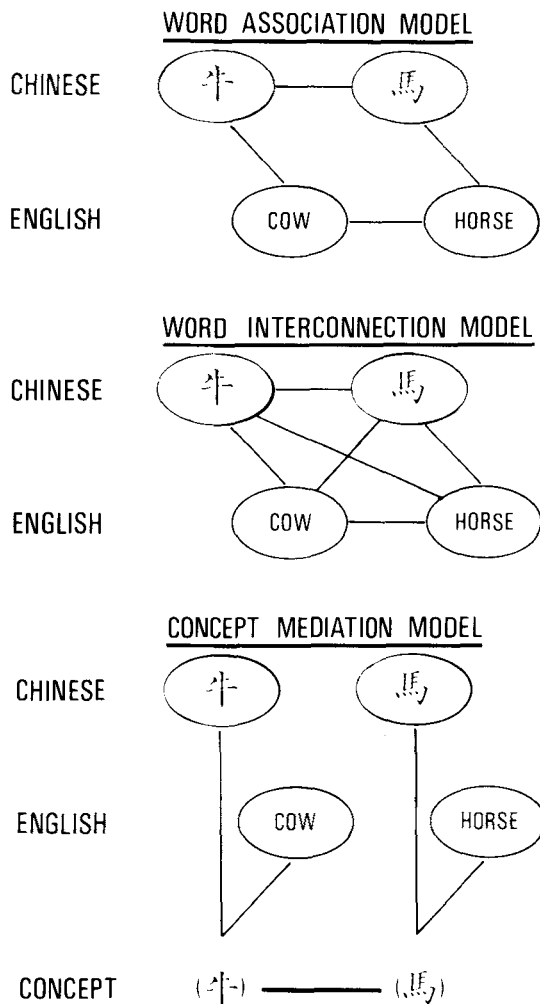 WORD ASSOCIATION MODEL
CHINESE 牛 馬
ENGLISH COW HORSE
WORD INTERCONNECTION MODEL
CHINESE 牛 馬
ENGLISH COW HORSE
CONCEPT MEDIATION MODEL
CHINESE 牛 馬
ENGLISH COW HORSE
CONCEPT (牛) (馬)